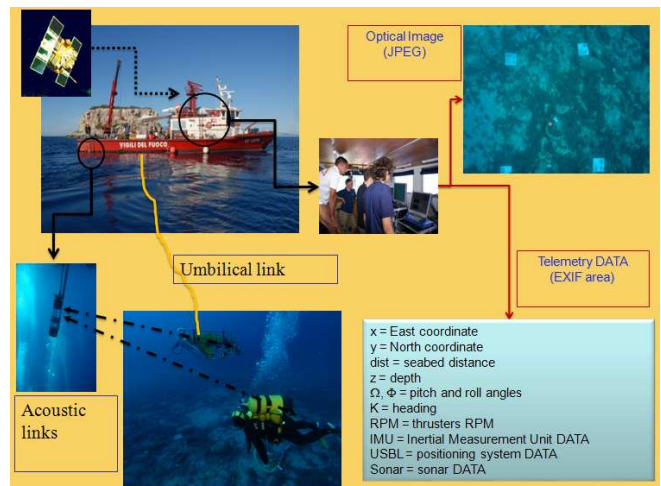 Optical Image
(JPEG)
VIGILI DEL FUOCO
Umbilical link
Telemetry DATA
(EXIF area)
Acoustic
links
x = East coordinate
y = North coordinate
dist = seabed distance
z = depth
Ω, Φ = pitch and roll angles
K = heading
RPM = thrusters RPM
IMU = Inertial Measurement Unit DATA
USBL = positioning system DATA
Sonar = sonar DATA